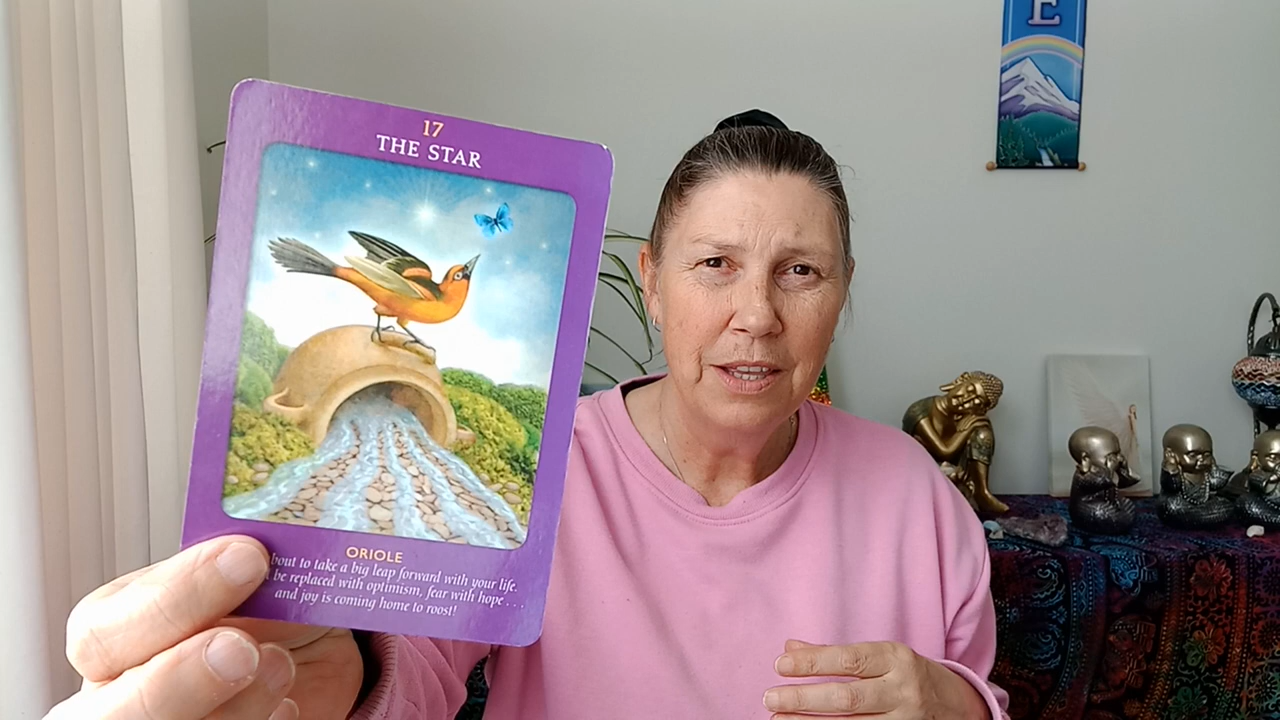 E
17
THE STAR
ORIOLE
bout to take a big leap forward with your life.
be replaced with optimism, fear with hope...
and joy is coming home to roost!